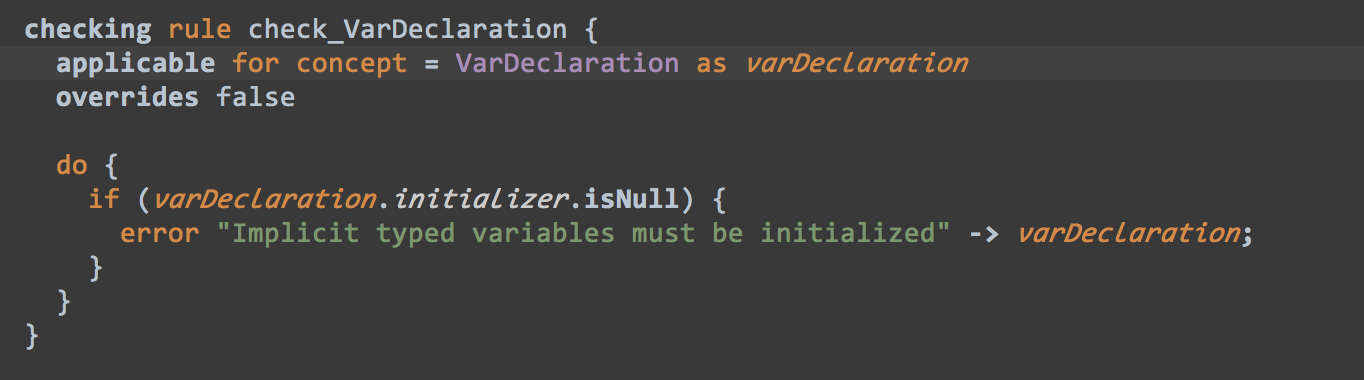 checking rule check_VarDeclaration {
applicable for concept = VarDeclaration as varDeclaration
overrides false
do {
if (varDeclaration.initializer.isNull) {
error "Implicit typed variables must be initialized" -> varDeclaration;
}
}
}